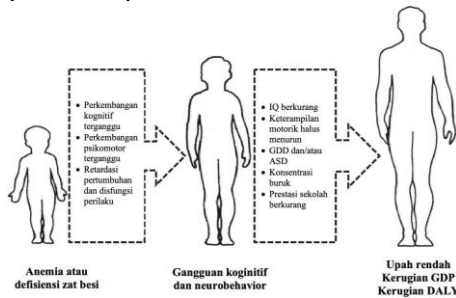 • Perkembangan
kognitif
terganggu
• Perkembangan
psikomotor
terganggu
• Retardasi
pertumbuhan
dan disfungsi
perilaku
• IQ berkurang
• Keterampilan
motorik halus
menurun
• GDD dan/atau
ASD
• Konsentrasi
buruk
• Prestasi sekolah
berkurang
Anemia atau
defisiensi zat besi
Gangguan koginitif
dan neurobehavior
Upah rendah
Kerugian GDP
Kerugian DALY